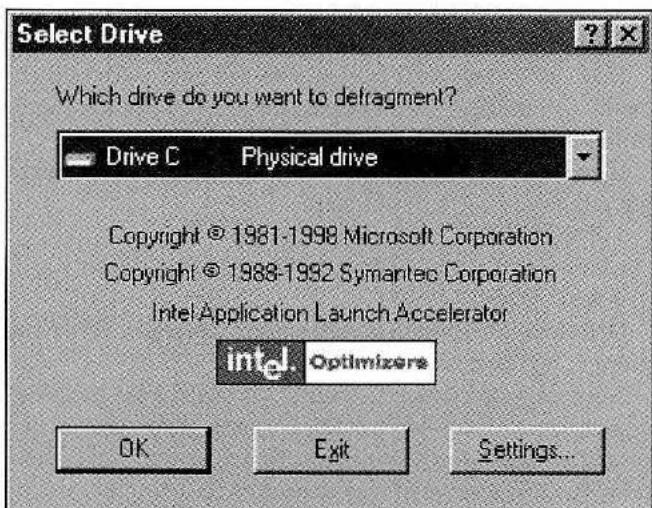 Select Drive
Which drive do you want to defragment?
Drive C Physical drive
Copyright © 1981-1998 Microsoft Corporation
Copyright © 1988-1992 Symantec Corporation
Intel Application Launch Accelerator
intel. Optimizers
OK Exit Settings...